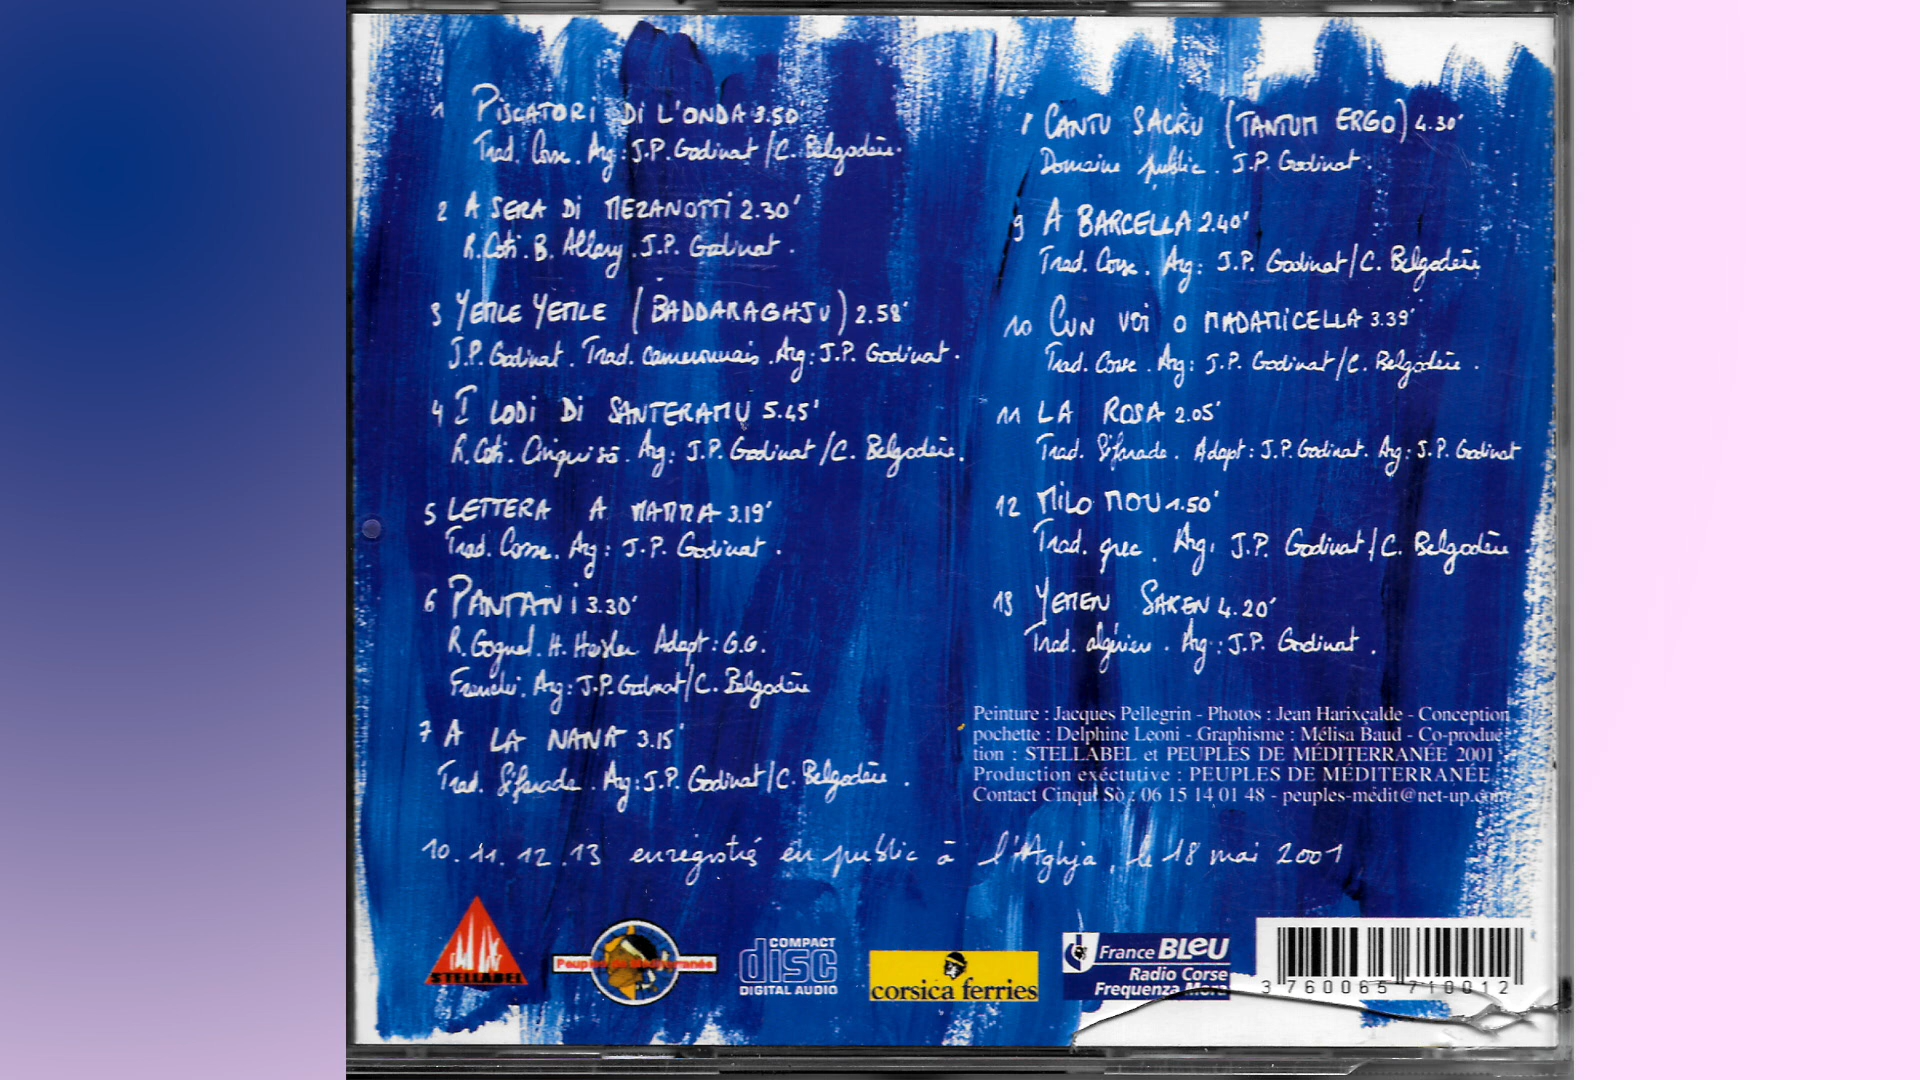 1 PISCATORI DI L'ONDA 3.50'
Trad. Corse. Arg: J.P. Godinat / C. Belgodère.
2 A SERA DI MEZANOTTI 2.30'
R. Coti. B. Allary. J.P. Godinat.
3 YEMLE YEMLE (BADDARAGHJU) 2.58'
J.P. Godinat. Trad. camerounais. Arg: J.P. Godinat.
4 I LODI DI SANTERAMU 5.45'
R. Coti. Cinqui sò. Arg: J.P. Godinat / C. Belgodère.
5 LETTERA A MAMMA 3.19'
Trad. Corse. Arg: J.P. Godinat.
6 PANTANI 3.30'
R. Goguel. H. Heisler Adapt: G.G.
Franchi. Arg: J.P. Godinat / C. Belgodère
7 A LA NANA 3.15'
Trad. Séfarade. Arg: J.P. Godinat / C. Belgodère.
8 CANTU SACRU (TANTUM ERGO) 4.30'
Domaine public. J.P. Godinat.
9 A BARCELLA 2.40'
Trad. Corse. Arg: J.P. Godinat / C. Belgodère
10 CUN VOI O MADAMICELLA 3.39'
Trad. Corse. Arg: J.P. Godinat / C. Belgodère.
11 LA ROSA 2.05'
Trad. Séfarade. Adapt: J.P. Godinat. Arg: J.P. Godinat
12 MILO MOU 1.50'
Trad. grec. Arg. J.P. Godinat / C. Belgodère
13 YEMEN SAKEN 4.20'
Trad. algérien. Arg: J.P. Godinat.
Peinture : Jacques Pellegrin - Photos : Jean Harixçalde - Conception
pochette : Delphine Leoni - Graphisme : Mélisa Baud - Co-produc-
tion : STELLABEL et PEUPLES DE MÉDITERRANÉE 2001
Production exéctutive : PEUPLES DE MÉDITERRANÉE
Contact Cinqui Sò : 06 15 14 01 48 - peuples-médit@net-up.com
10. 11. 12. 13 enregistrés en public à l'Aghja, le 18 mai 2001
STELLABEL
Peuples de Méditerranée
COMPACT
disc
DIGITAL AUDIO
corsica ferries
France BLEU
Radio Corse
Frequenza Mora
3 760065 710012